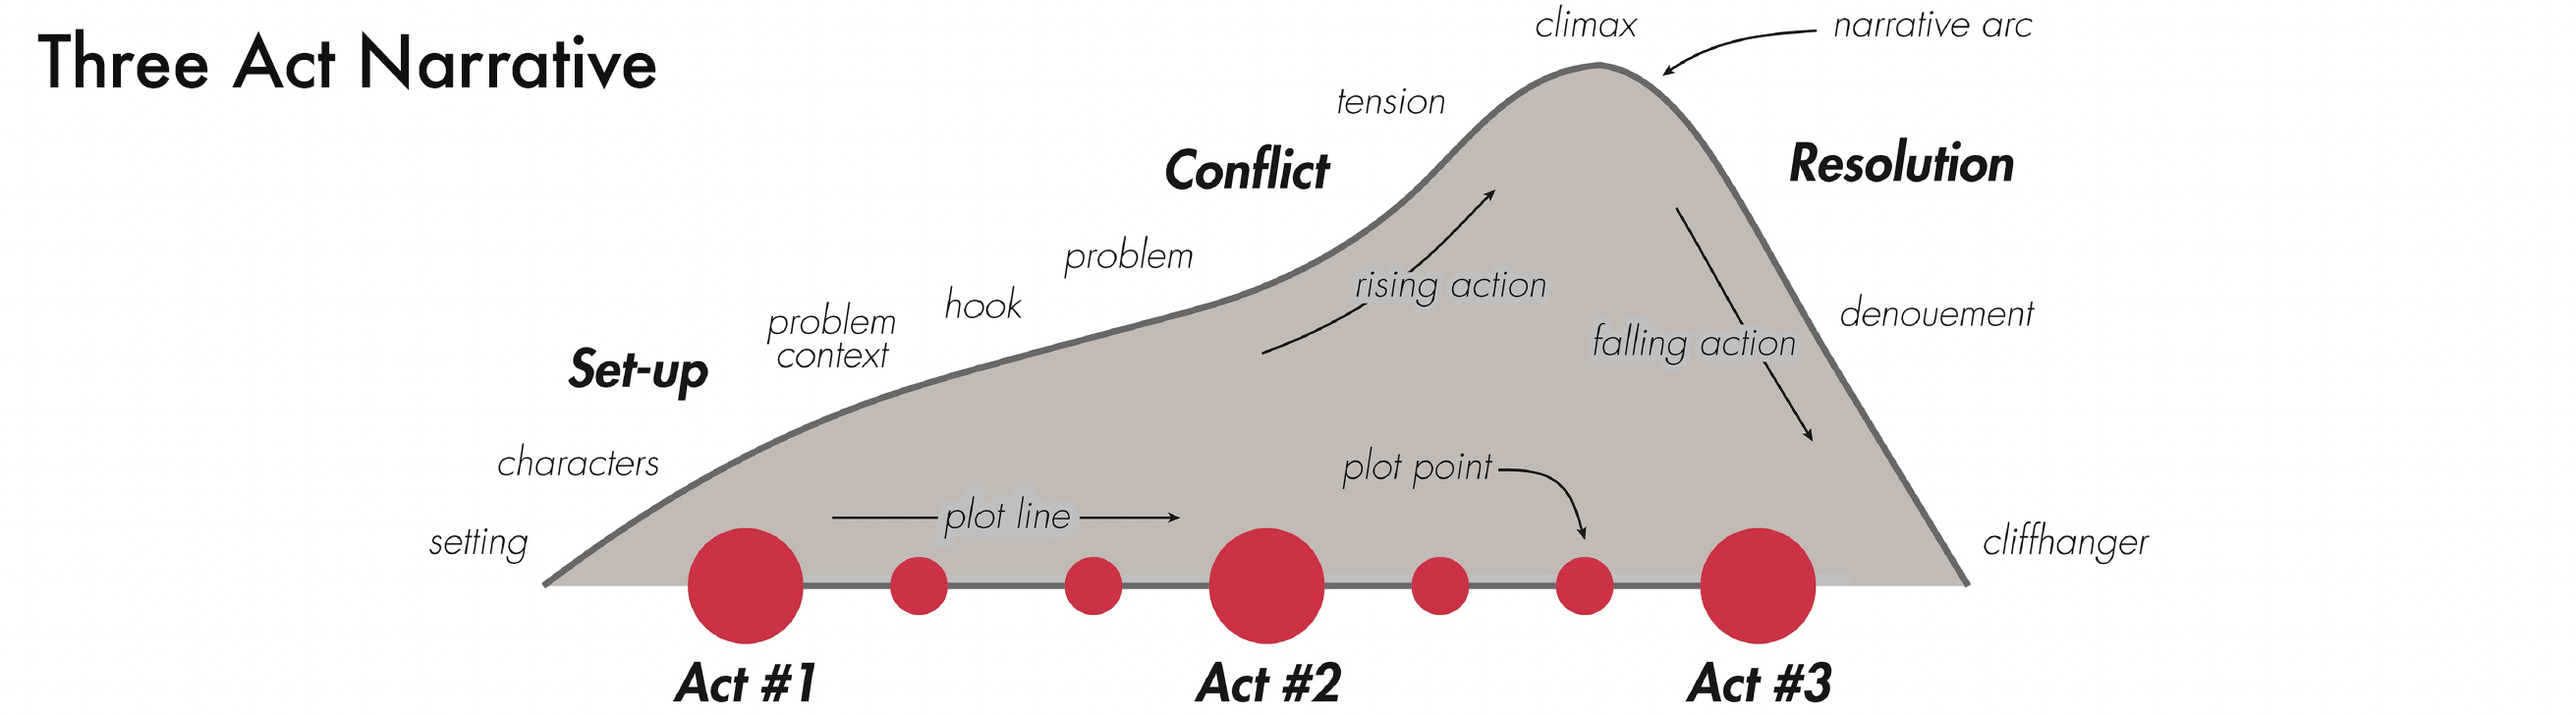 Three Act Narrative
climax
narrative arc
tension
Conflict
Resolution
problem
rising action
hook
problem
context
denouement
falling action
Set-up
characters
plot point
plot line
setting
cliffhanger
Act #1
Act #2
Act #3